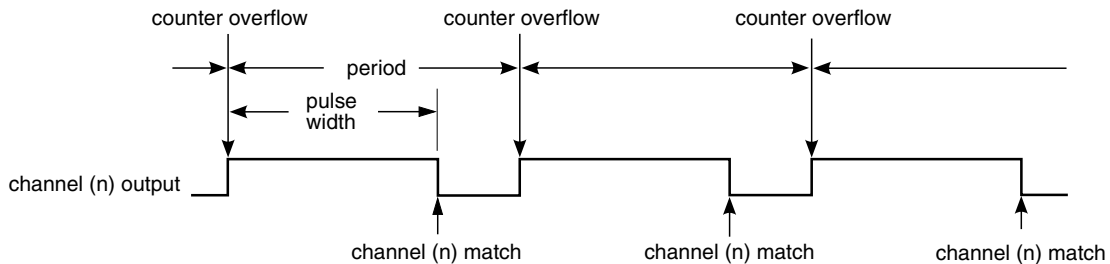 counter overflow
counter overflow
counter overflow
period
pulse
width
channel (n) output
channel (n) match
channel (n) match
channel (n) match